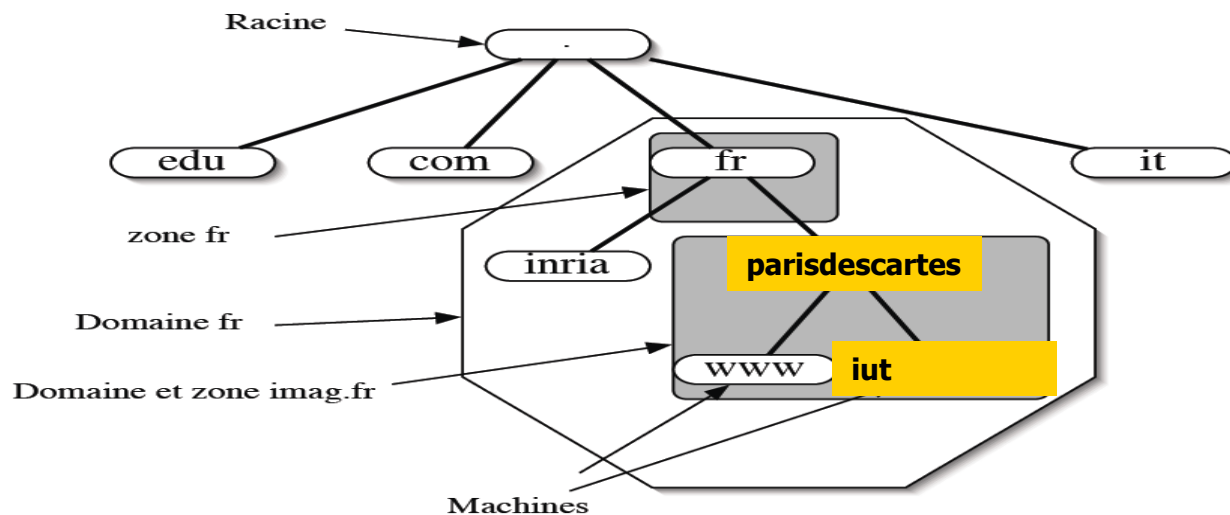 Racine
.
edu
com
fr
it
zone fr
inria
parisdescartes
Domaine fr
www
iut
Domaine et zone imag.fr
Machines